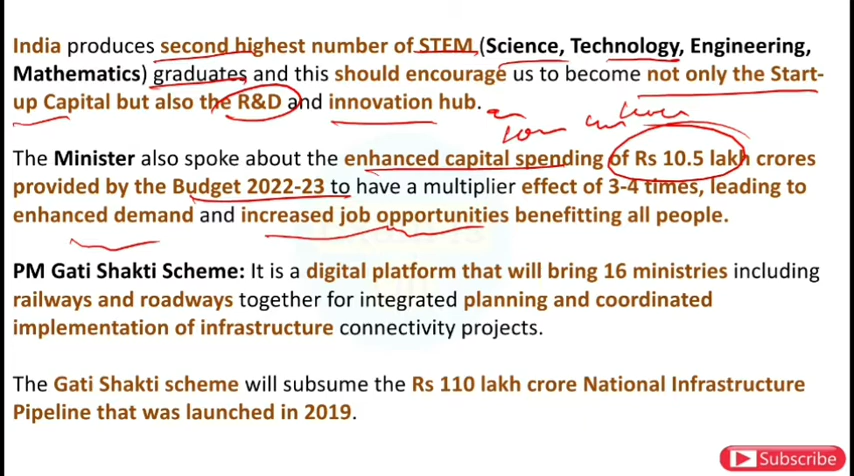 India produces second highest number of STEM (Science, Technology, Engineering,
Mathematics) graduates and this should encourage us to become not only the Start-
up Capital but also the R&D and innovation hub.
The Minister also spoke about the enhanced capital spending of Rs 10.5 lakh crores
provided by the Budget 2022-23 to have a multiplier effect of 3-4 times, leading to
enhanced demand and increased job opportunities benefitting all people.
PM Gati Shakti Scheme: It is a digital platform that will bring 16 ministries including
railways and roadways together for integrated planning and coordinated
implementation of infrastructure connectivity projects.
The Gati Shakti scheme will subsume the Rs 110 lakh crore National Infrastructure
Pipeline that was launched in 2019.
Subscribe